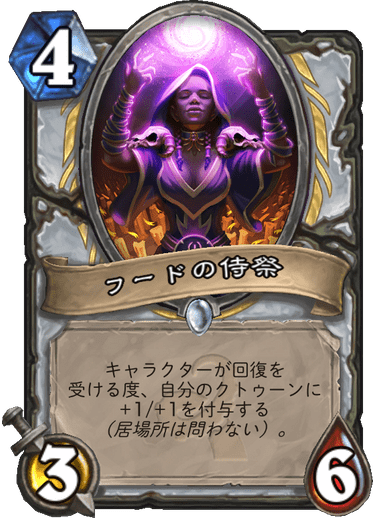 4
フードの侍祭
キャラクターが回復を
受ける度、自分のクトゥーンに
+1/+1を付与する
(居場所は問わない)。
3
6